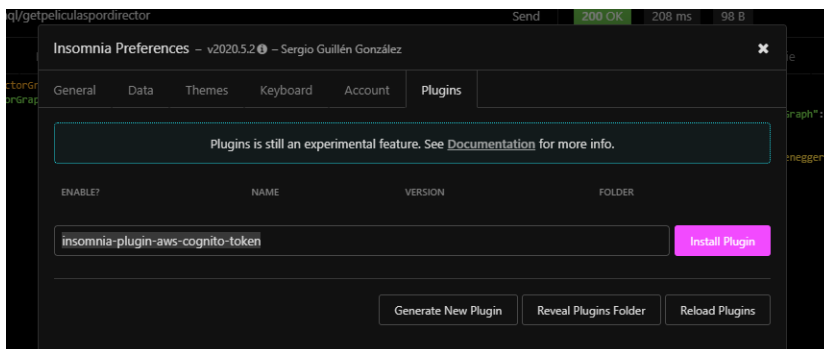 ql/getpeliculaspordirector Send 200 OK 208 ms 98 B
Insomnia Preferences – v2020.5.2 – Sergio Guillén González
General Data Themes Keyboard Account Plugins
Plugins is still an experimental feature. See Documentation for more info.
ENABLE? NAME VERSION FOLDER
insomnia-plugin-aws-cognito-token Install Plugin
Generate New Plugin Reveal Plugins Folder Reload Plugins